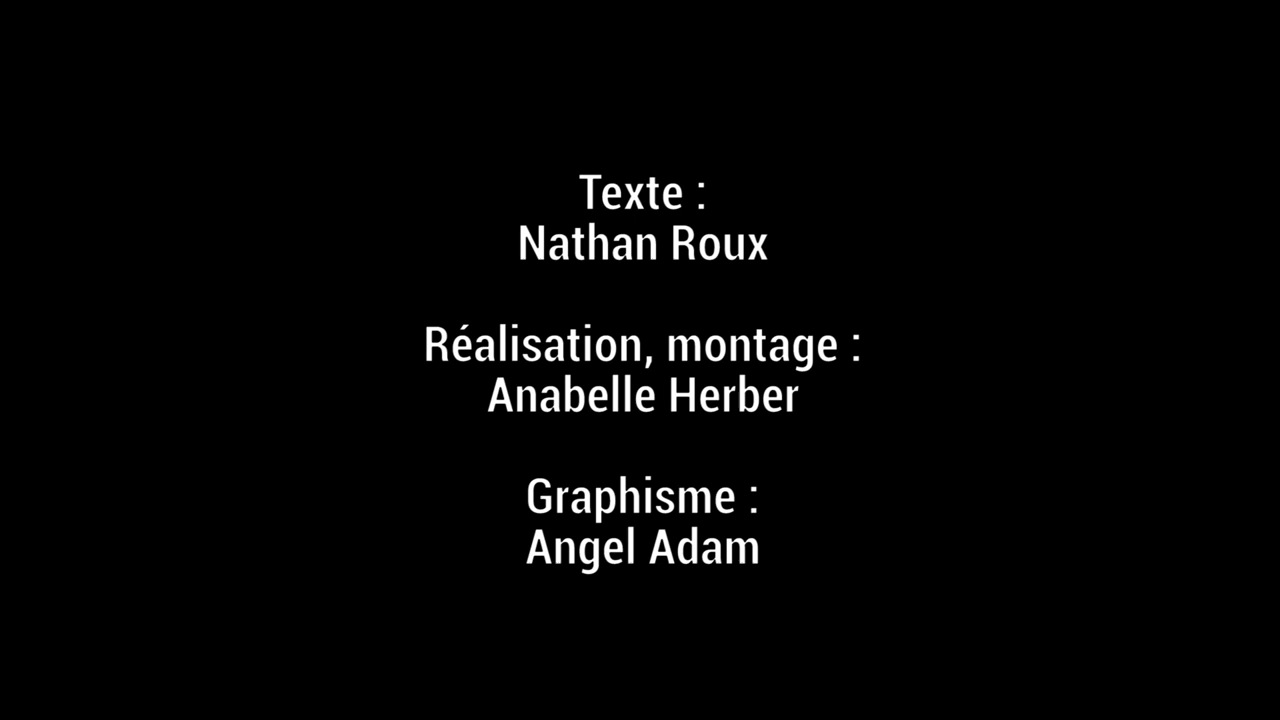 Texte :
Nathan Roux
Réalisation, montage :
Anabelle Herber
Graphisme :
Angel Adam